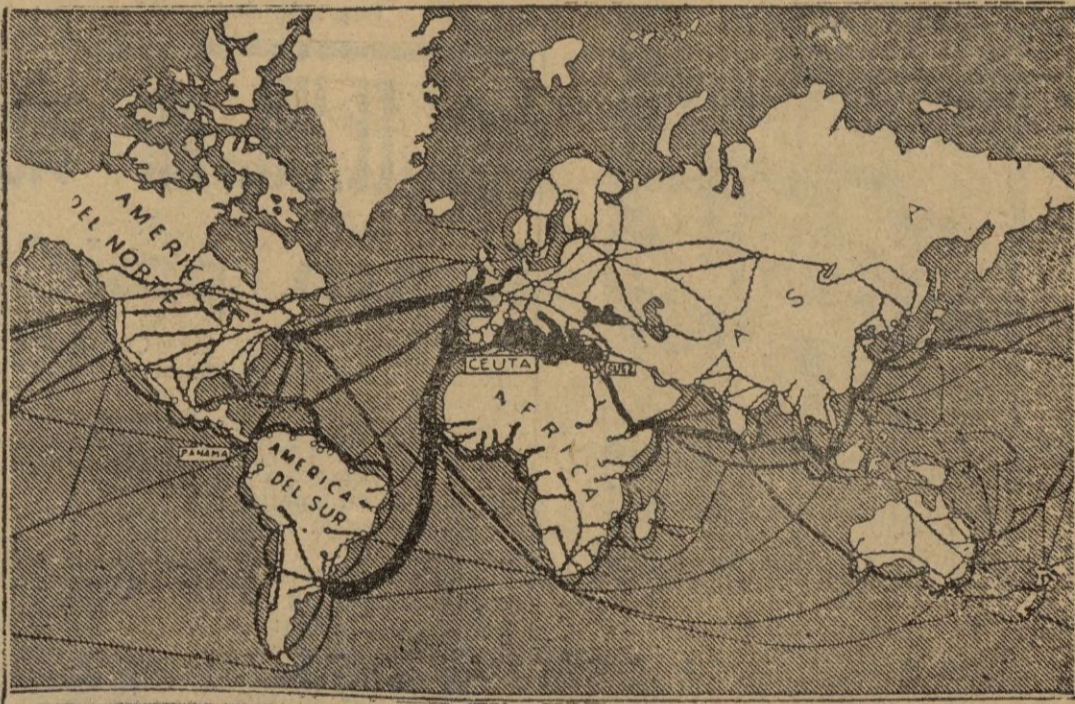 AMERICA
DEL NORTE
CEUTA
SUEZ
ASIA
AFRICA
PANAMA
AMERICA
DEL SUR